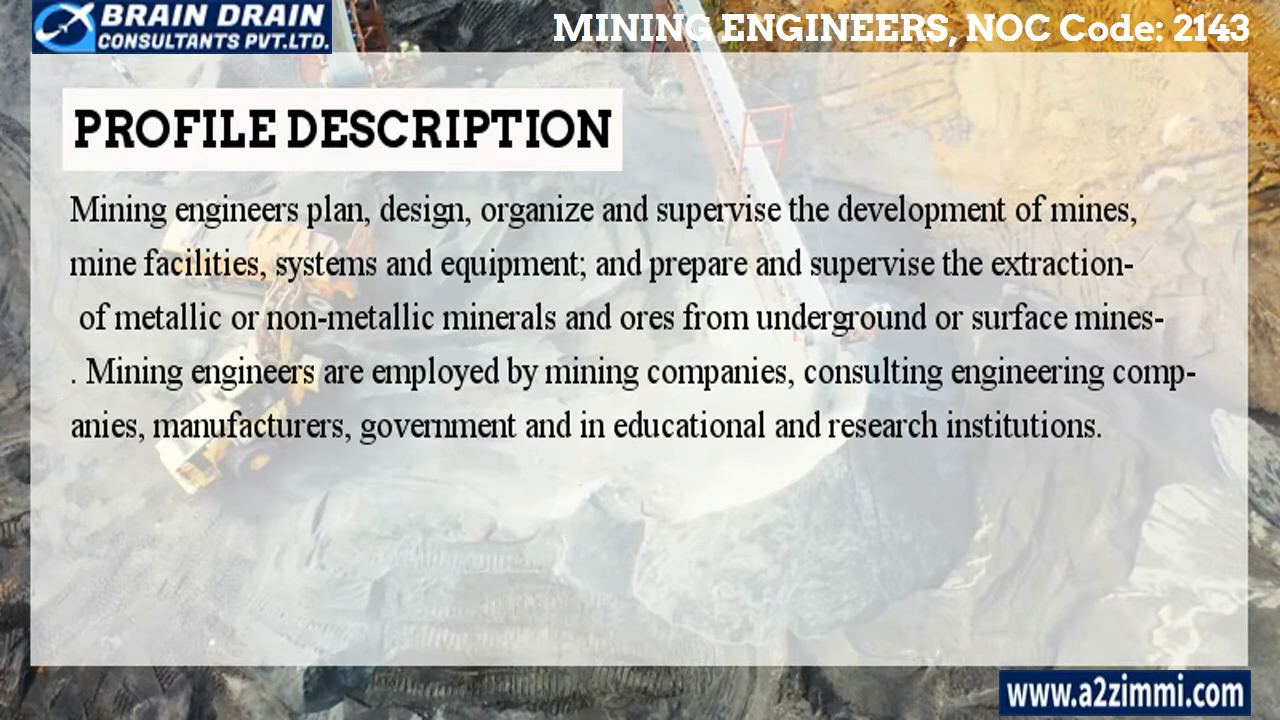 BRAIN DRAIN
CONSULTANTS PVT.LTD.
MINING ENGINEERS, NOC Code: 2143
PROFILE DESCRIPTION
Mining engineers plan, design, organize and supervise the development of mines,
mine facilities, systems and equipment; and prepare and supervise the extraction-
of metallic or non-metallic minerals and ores from underground or surface mines-
. Mining engineers are employed by mining companies, consulting engineering comp-
anies, manufacturers, government and in educational and research institutions.
www.a2zimmi.com